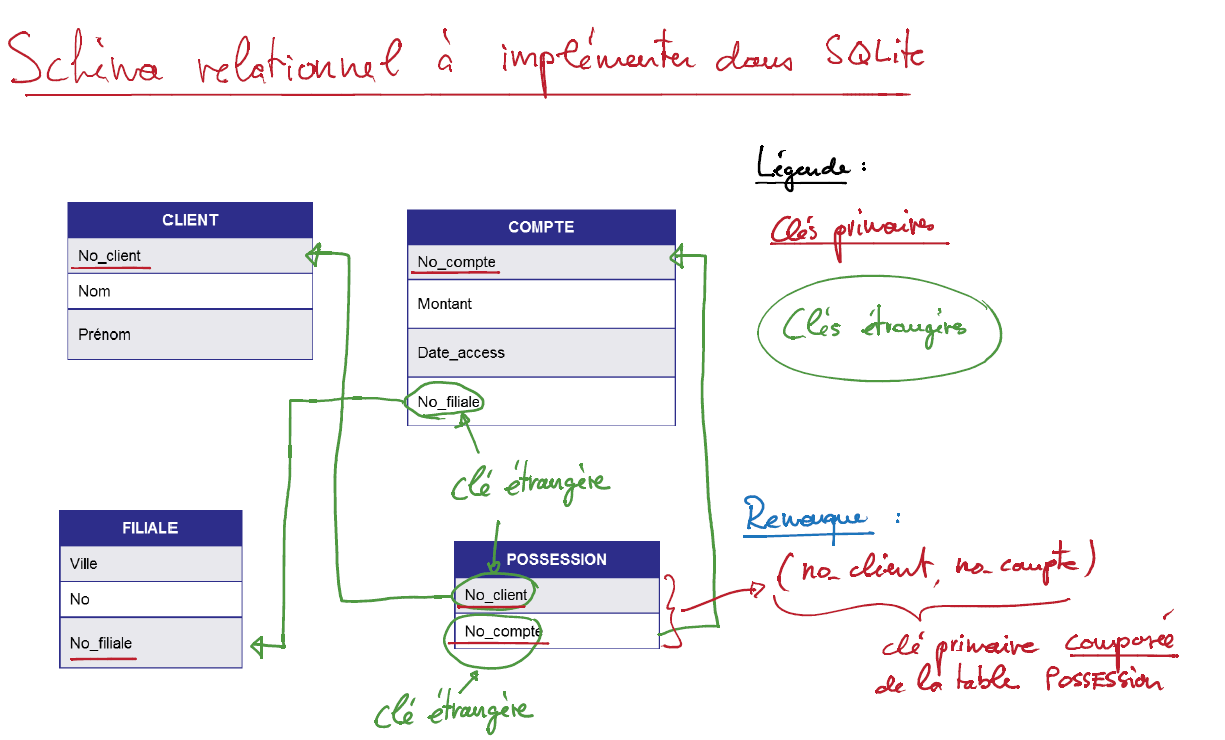 Schéma relationnel à implémenter dans SQLite
Légende :
Clés primaires
Clés étrangères
CLIENT
No_client
Nom
Prénom
COMPTE
No_compte
Montant
Date_access
No_filiale
clé étrangère
FILIALE
Ville
No
No_filiale
POSSESSION
No_client
No_compte
clé étrangère
Remarque :
(no_client, no_compte)
clé primaire composée
de la table POSSESSION